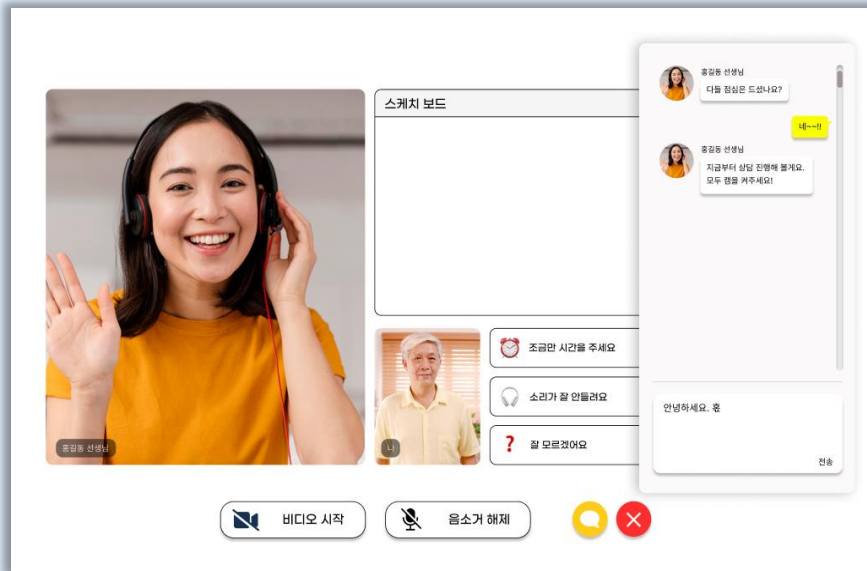 스케치 보드
홍길동 선생님
나
조금만 시간을 주세요
소리가 잘 안들려요
잘 모르겠어요
비디오 시작
음소거 해제
홍길동 선생님
다들 점심은 드셨나요?
네~~!!
홍길동 선생님
지금부터 상담 진행해 볼게요.
모두 캠을 켜주세요!
안녕하세요. 홋
전송